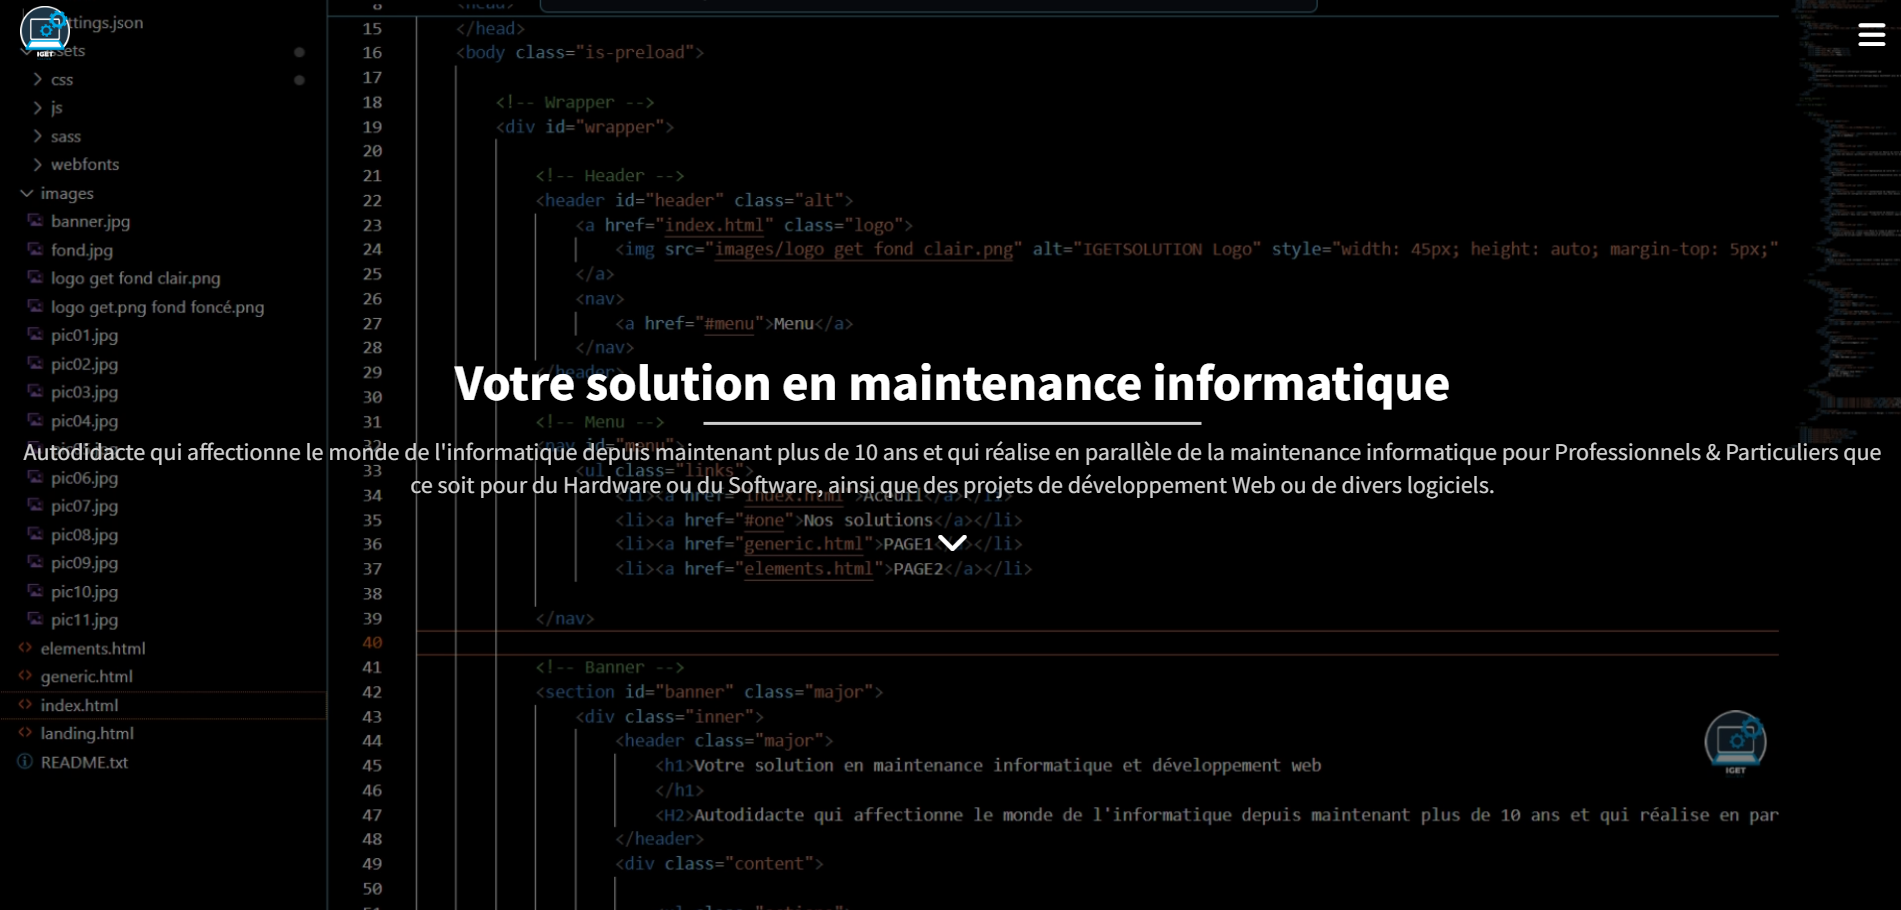 settings.json
assets
css
js
sass
webfonts
images
banner.jpg
fond.jpg
logo get fond clair.png
logo get.png fond foncé.png
pic01.jpg
pic02.jpg
pic03.jpg
pic04.jpg
pic05.jpg
pic06.jpg
pic07.jpg
pic08.jpg
pic09.jpg
pic10.jpg
pic11.jpg
elements.html
generic.html
index.html
landing.html
README.txt
IGET
8 <head>
15 </head>
16 <body class="is-preload">
17
18 <!-- Wrapper -->
19 <div id="wrapper">
20
21 <!-- Header -->
22 <header id="header" class="alt">
23 <a href="index.html" class="logo">
24 <img src="images/logo get fond clair.png" alt="IGETSOLUTION Logo" style="width: 45px; height: auto; margin-top: 5px;"
25 </a>
26 <nav>
27 <a href="#menu">Menu</a>
28 </nav>
29 </header>
30
Votre solution en maintenance informatique
31 <!-- Menu -->
32 <nav id="menu">
Autodidacte qui affectionne le monde de l'informatique depuis maintenant plus de 10 ans et qui réalise en parallèle de la maintenance informatique pour Professionnels & Particuliers que
33 <ul class="links">
ce soit pour du Hardware ou du Software, ainsi que des projets de développement Web ou de divers logiciels.
34 <li><a href="index.html">Aceuil</a></li>
35 <li><a href="#one">Nos solutions</a></li>
36 <li><a href="generic.html">PAGE1</a></li>
37 <li><a href="elements.html">PAGE2</a></li>
38
39 </nav>
40
41 <!-- Banner -->
42 <section id="banner" class="major">
43 <div class="inner">
44 <header class="major">
45 <h1>Votre solution en maintenance informatique et développement web
46 </h1>
47 <H2>Autodidacte qui affectionne le monde de l'informatique depuis maintenant plus de 10 ans et qui réalise en par
48 </header>
49 <div class="content">
50
51
IGET